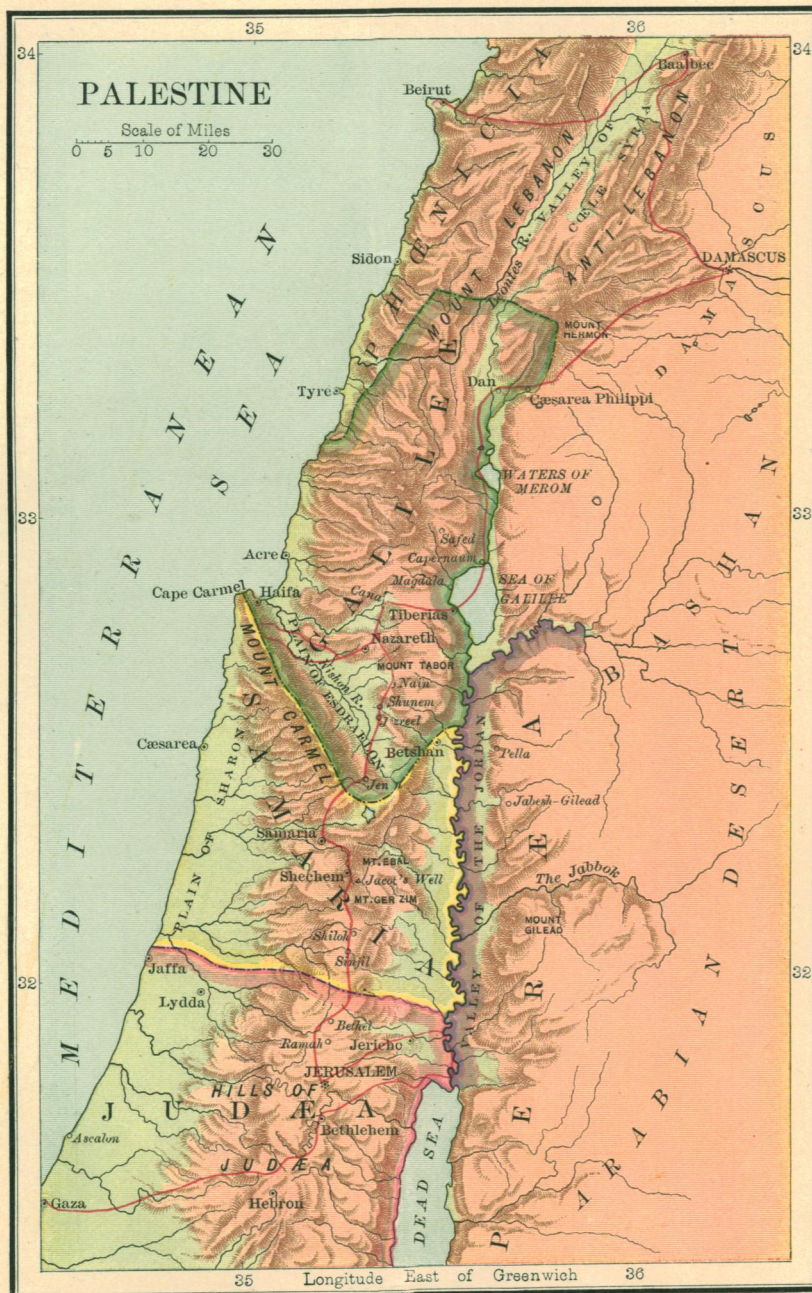 35
36
34
34
PALESTINE
Scale of Miles
0 5 10 20 30
Baalbec
Beirut
PHŒNICIA
MOUNT LEBANON
Leontes R.
VALLEY OF
CŒLE SYRIA
ANTI-LEBANON
Sidon
DAMASCUS
DAMASCUS
MOUNT
HERMON
Dan
Cæsarea Philippi
Tyre
MEDITERRANEAN
SEA
GALILEE
WATERS OF
MEROM
33
33
Safed
Capernaum
Acre
Magdala
SEA OF
GALILEE
Cape Carmel
Haifa
Cana
Tiberias
BASHAN
Nazareth
MOUNT TABOR
PLAIN OF ESDRAELON
Kishon R.
Nain
Shunem
Jezreel
MOUNT CARMEL
Betshan
Cæsarea
Pella
Jen
PLAIN OF SHARON
SAMARIA
Jabesh-Gilead
Samaria
MT. EBAL
Shechem
Jacob's Well
MT. GERIZIM
The Jabbok
MOUNT
GILEAD
VALLEY OF THE JORDAN
PERÆA
Shiloh
Sinjil
Jaffa
32
32
Lydda
Bethel
Ramah
Jericho
JERUSALEM
HILLS OF
JUDÆA
Bethlehem
Ascalon
JUDÆA
Gaza
Hebron
DEAD SEA
ARABIAN DESERT
35
Longitude East of Greenwich
36